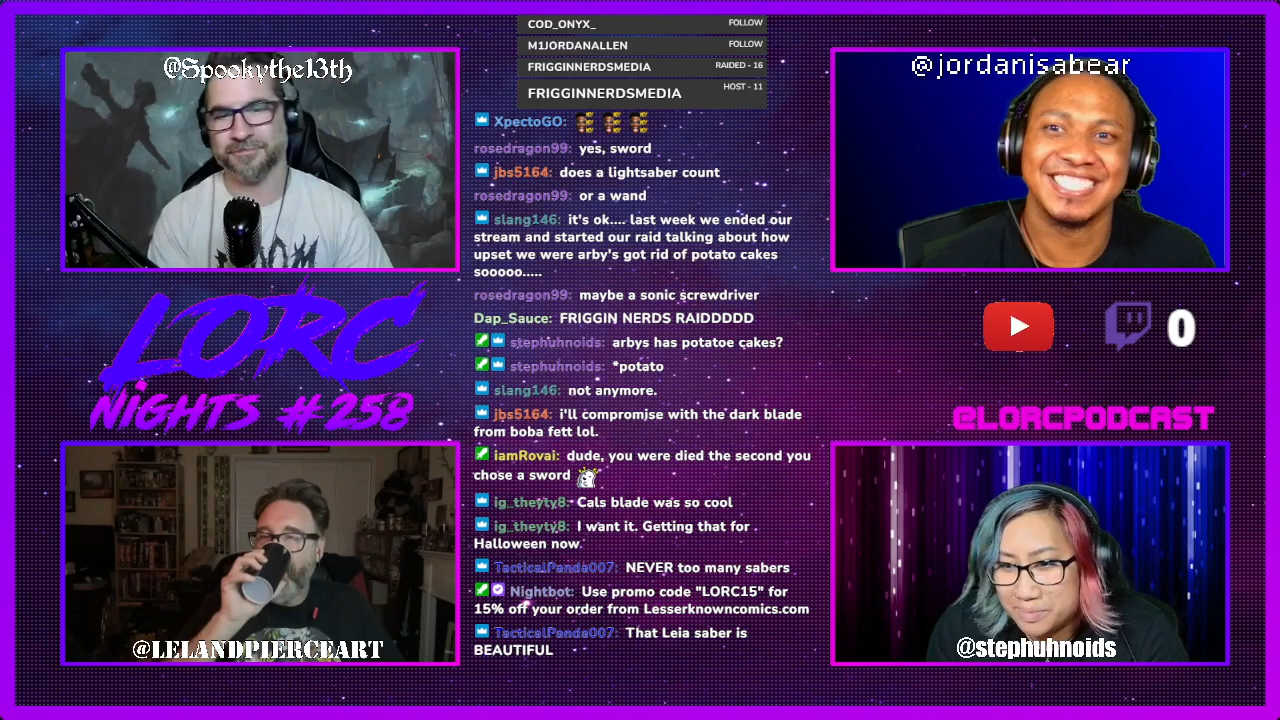 COD_ONYX_ FOLLOW
M1JORDANALLEN FOLLOW
FRIGGINNERDSMEDIA RAIDED - 16
FRIGGINNERDSMEDIA HOST - 11
@Spookythe13th
@jordanisabear
XpectoGO:
rosedragon99: yes, sword
jbs5164: does a lightsaber count
rosedragon99: or a wand
slang146: it's ok.... last week we ended our
stream and started our raid talking about how
upset we were arby's got rid of potato cakes
sooooo.....
rosedragon99: maybe a sonic screwdriver
Dap_Sauce: FRIGGIN NERDS RAIDDDDD
stephuhnoids: arbys has potatoe cakes?
stephuhnoids: *potato
slang146: not anymore.
jbs5164: i'll compromise with the dark blade
from boba fett lol.
iamRovai: dude, you were died the second you
chose a sword
ig_theyty8: Cals blade was so cool
ig_theyty8: I want it. Getting that for .
Halloween now.
TacticalPanda007: NEVER too many sabers
Nightbot: Use promo code "LORC15" for
15% off your order from Lesserknowncomics.com
TacticalPanda007: That Leia saber is
BEAUTIFUL
LORC
NIGHTS #258
0
@LORCPODCAST
@LELANDPIERCEART
@stephuhnoids